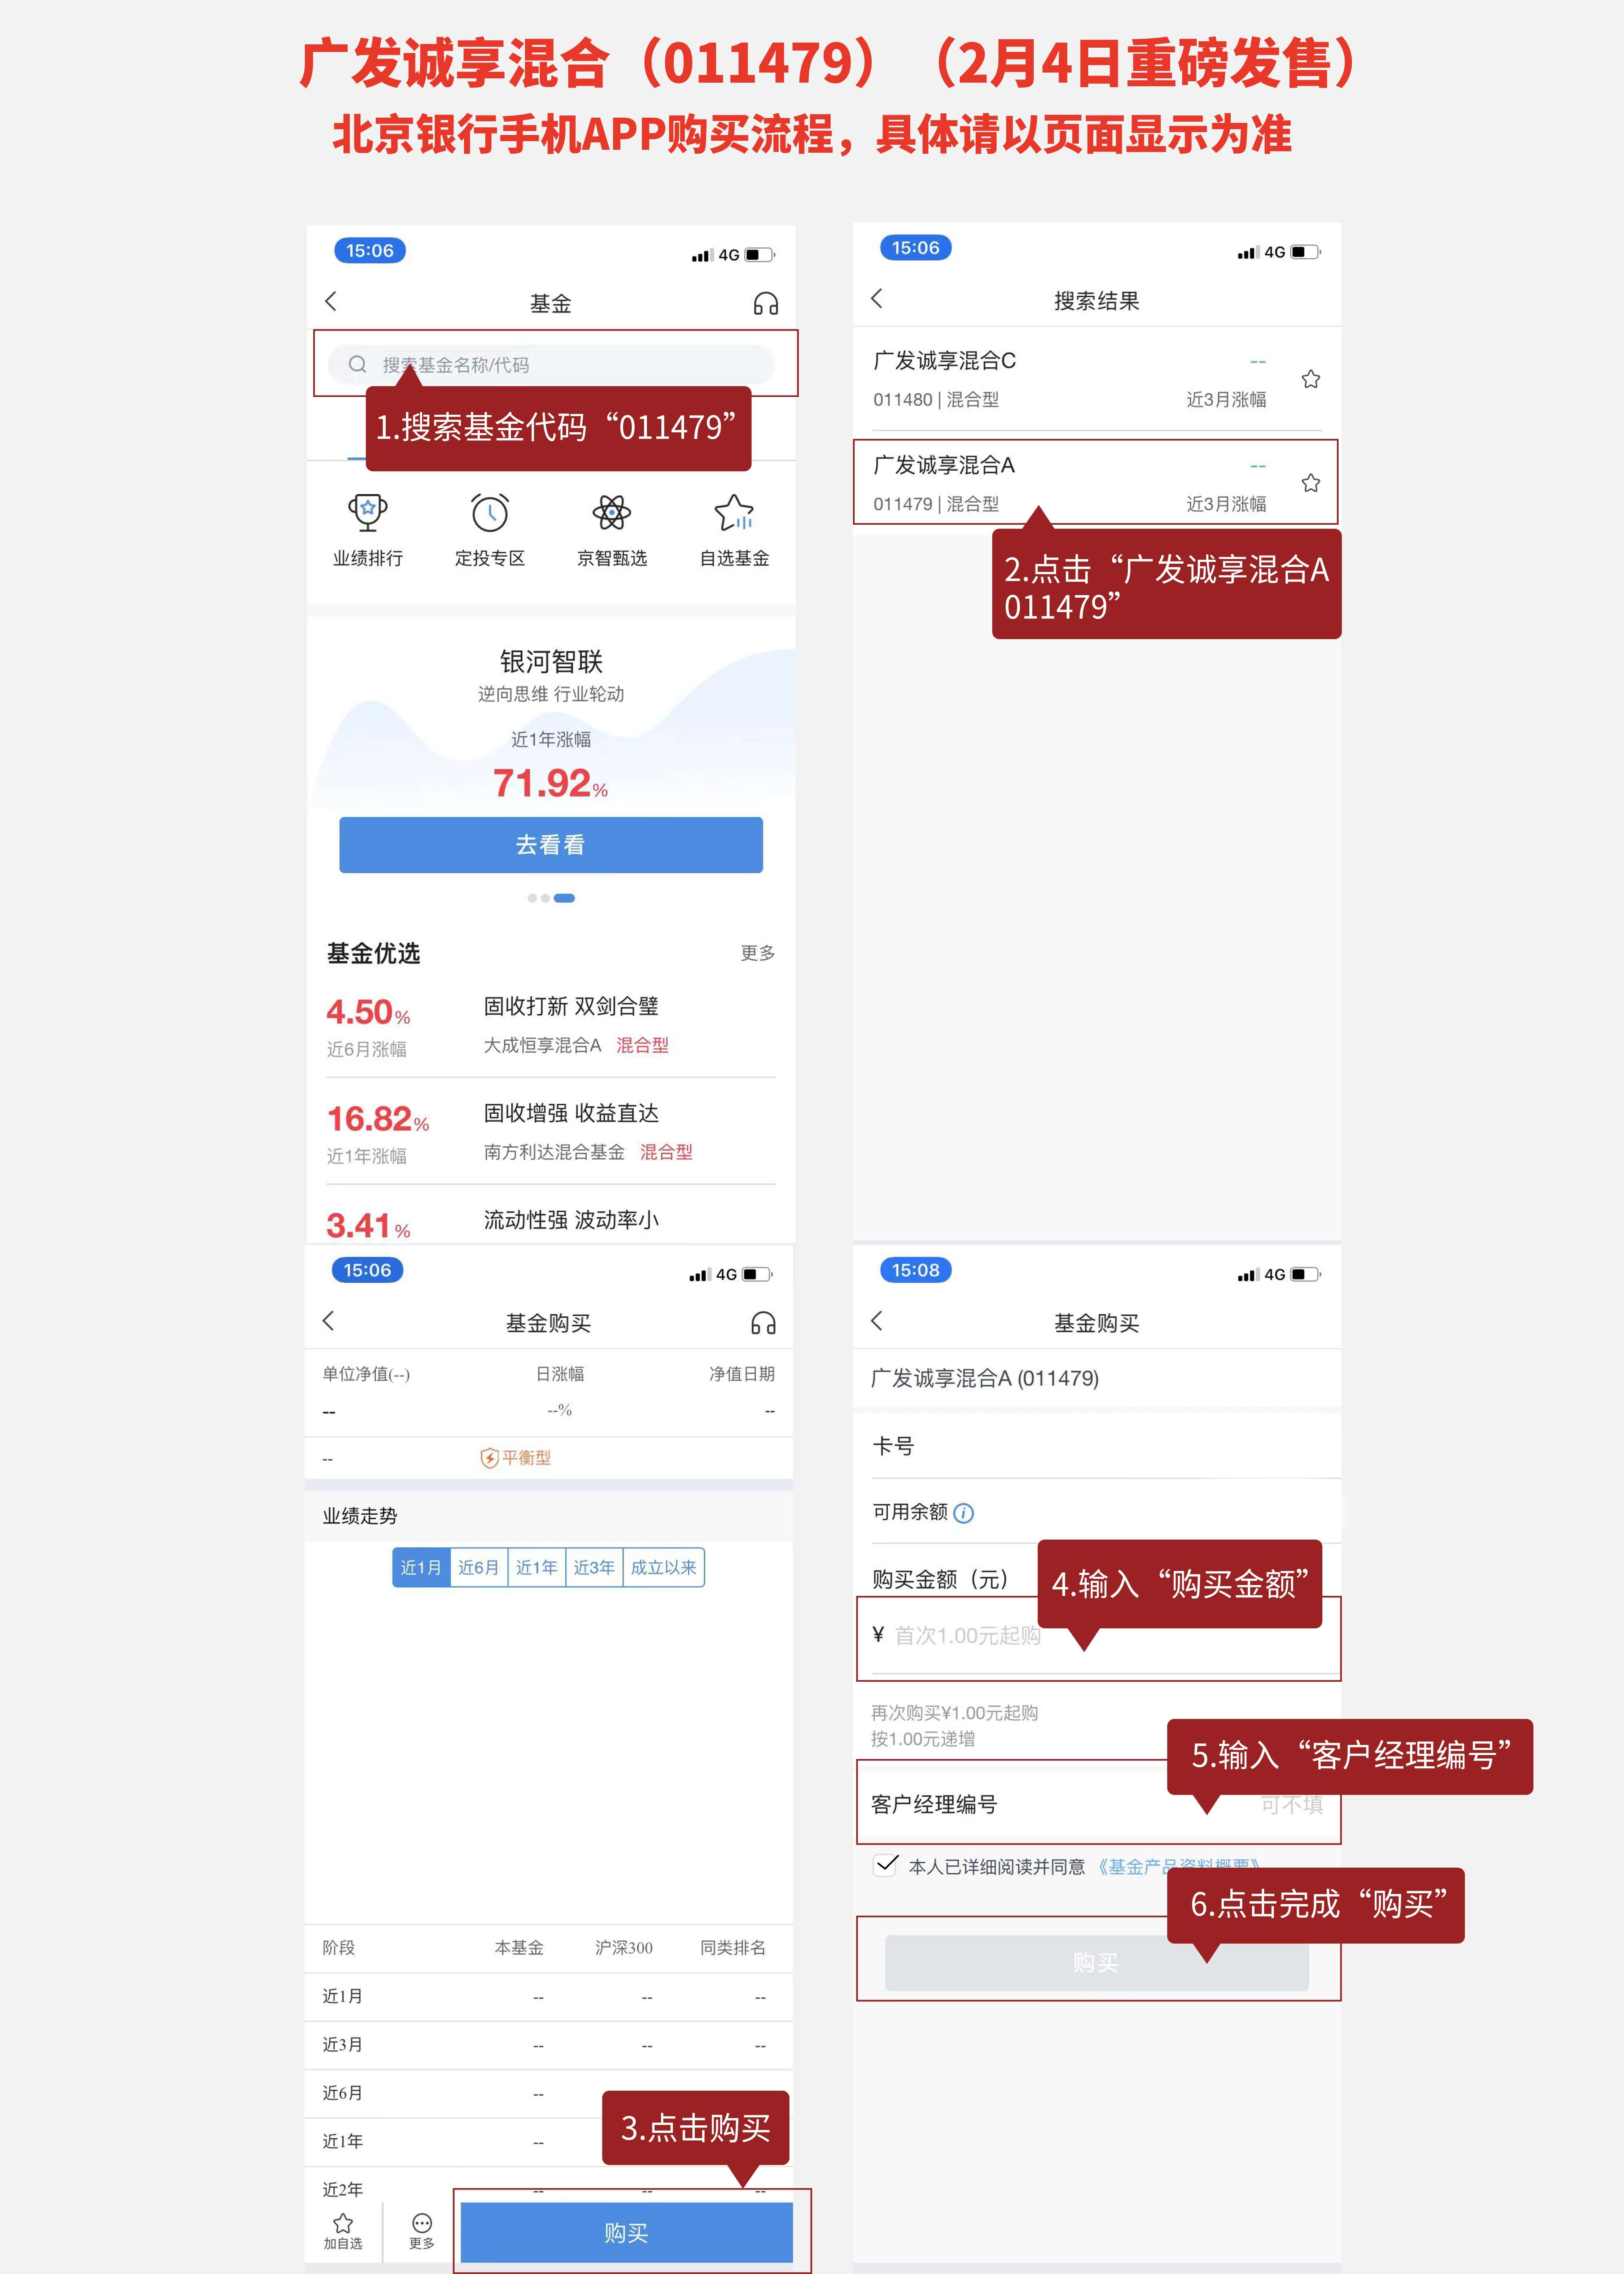 广发诚享混合（011479）（2月4日重磅发售）
北京银行手机APP购买流程，具体请以页面显示为准
15:06
4G
基金
搜索基金名称/代码
1.搜索基金代码“011479”
业绩排行
定投专区
京智甄选
自选基金
银河智联
逆向思维 行业轮动
近1年涨幅
71.92%
去看看
基金优选
更多
4.50%
固收打新 双剑合璧
近6月涨幅
大成恒享混合A 混合型
16.82%
固收增强 收益直达
近1年涨幅
南方利达混合基金 混合型
3.41%
流动性强 波动率小
15:06
4G
搜索结果
广发诚享混合C
--
011480 | 混合型
近3月涨幅
广发诚享混合A
--
011479 | 混合型
近3月涨幅
2.点击“广发诚享混合A
011479”
15:06
4G
基金购买
单位净值(--)
日涨幅
净值日期
--
--%
--
--
平衡型
业绩走势
近1月 近6月 近1年 近3年 成立以来
阶段 本基金 沪深300 同类排名
近1月 -- -- --
近3月 -- -- --
近6月 --
近1年 --
3.点击购买
近2年 -- -- --
加自选
更多
购买
15:08
4G
基金购买
广发诚享混合A (011479)
卡号
可用余额
购买金额（元）
4.输入“购买金额”
¥ 首次1.00元起购
再次购买¥1.00元起购
按1.00元递增
5.输入“客户经理编号”
客户经理编号
可不填
本人已详细阅读并同意 《基金产品资料概要》
6.点击完成“购买”
购买